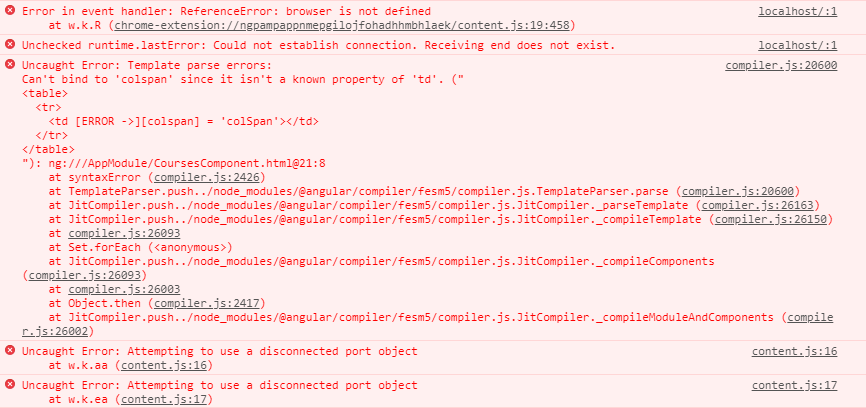 Error in event handler: ReferenceError: browser is not defined localhost/:1
at w.k.R (chrome-extension://ngpampappnmepgilojfohadhhmbhlaek/content.js:19:458)
Unchecked runtime.lastError: Could not establish connection. Receiving end does not exist. localhost/:1
Uncaught Error: Template parse errors: compiler.js:20600
Can't bind to 'colspan' since it isn't a known property of 'td'. ("
<table>
<tr>
<td [ERROR ->][colspan] = 'colSpan'></td>
</tr>
</table>
"): ng:///AppModule/CoursesComponent.html@21:8
at syntaxError (compiler.js:2426)
at TemplateParser.push../node_modules/@angular/compiler/fesm5/compiler.js.TemplateParser.parse (compiler.js:20600)
at JitCompiler.push../node_modules/@angular/compiler/fesm5/compiler.js.JitCompiler._parseTemplate (compiler.js:26163)
at JitCompiler.push../node_modules/@angular/compiler/fesm5/compiler.js.JitCompiler._compileTemplate (compiler.js:26150)
at compiler.js:26093
at Set.forEach (<anonymous>)
at JitCompiler.push../node_modules/@angular/compiler/fesm5/compiler.js.JitCompiler._compileComponents
(compiler.js:26093)
at compiler.js:26003
at Object.then (compiler.js:2417)
at JitCompiler.push../node_modules/@angular/compiler/fesm5/compiler.js.JitCompiler._compileModuleAndComponents (compile
r.js:26002)
Uncaught Error: Attempting to use a disconnected port object content.js:16
at w.k.aa (content.js:16)
Uncaught Error: Attempting to use a disconnected port object content.js:17
at w.k.ea (content.js:17)